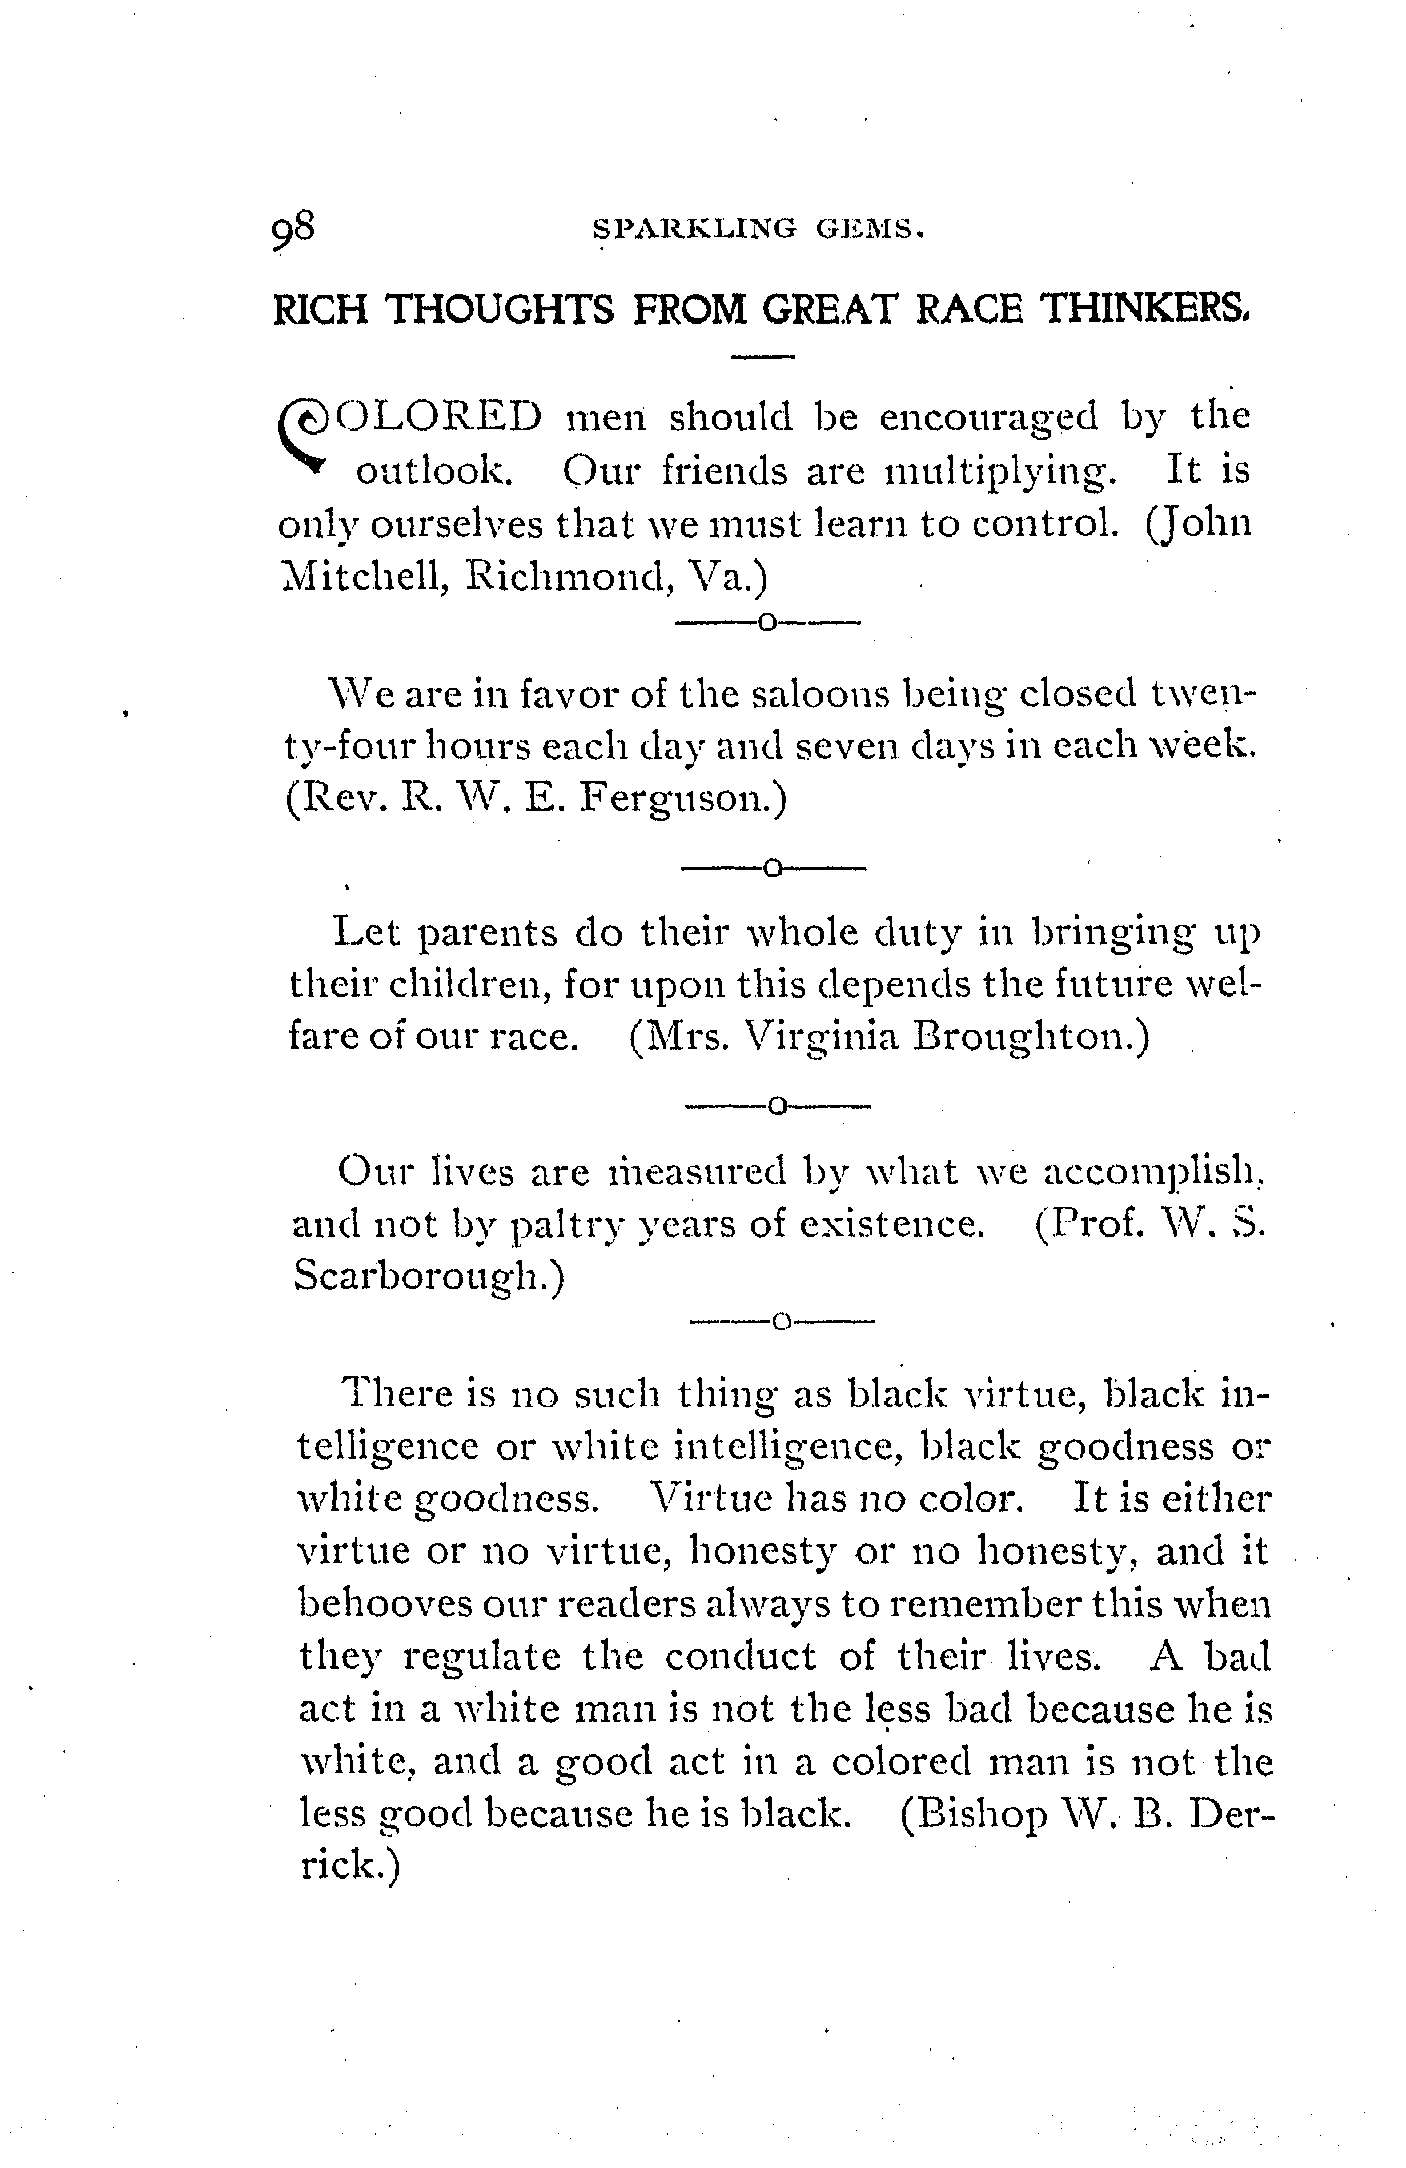 98 SPARKLING GEMS.
RICH THOUGHTS FROM GREAT RACE THINKERS.
COLORED men should be encouraged by the
outlook. Our friends are multiplying. It is
only ourselves that we must learn to control. (John
Mitchell, Richmond, Va.)
——o——
We are in favor of the saloons being closed twen-
ty-four hours each day and seven days in each week.
(Rev. R. W. E. Ferguson.)
——o——
Let parents do their whole duty in bringing up
their children, for upon this depends the future wel-
fare of our race. (Mrs. Virginia Broughton.)
——o——
Our lives are measured by what we accomplish,
and not by paltry years of existence. (Prof. W. S.
Scarborough.)
——o——
There is no such thing as black virtue, black in-
telligence or white intelligence, black goodness or
white goodness. Virtue has no color. It is either
virtue or no virtue, honesty or no honesty, and it
behooves our readers always to remember this when
they regulate the conduct of their lives. A bad
act in a white man is not the less bad because he is
white, and a good act in a colored man is not the
less good because he is black. (Bishop W. B. Der-
rick.)